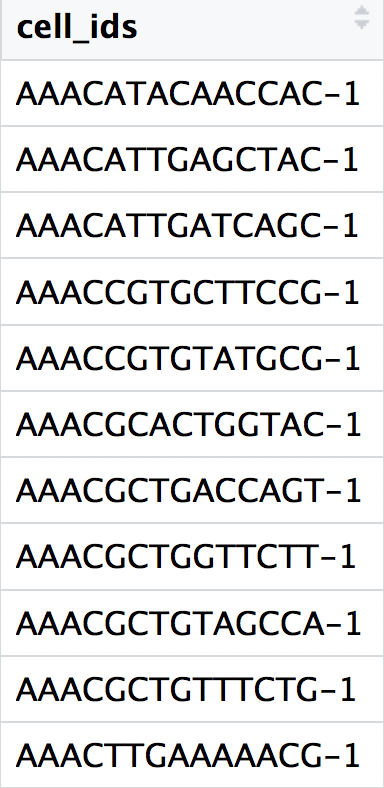 cell_ids
AAACATACAACCAC-1
AAACATTGAGCTAC-1
AAACATTGATCAGC-1
AAACCGTGCTTCCG-1
AAACCGTGTATGCG-1
AAACGCACTGGTAC-1
AAACGCTGACCAGT-1
AAACGCTGGTTCTT-1
AAACGCTGTAGCCA-1
AAACGCTGTTTCTG-1
AAACTTGAAAAACG-1